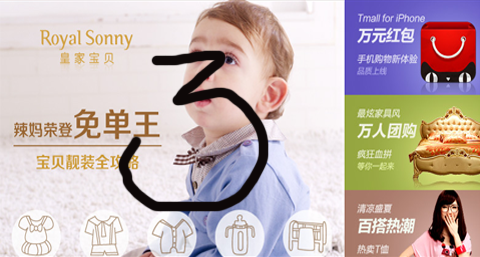 Royal Sonny
皇家宝贝
辣妈荣登免单王
宝贝靓装全攻略
3
Tmall for iPhone
万元红包
手机购物新体验
品质上线
最炫家具风
万人团购
疯狂血拼
等你一起来
清凉盛夏
百搭热潮
热卖T恤